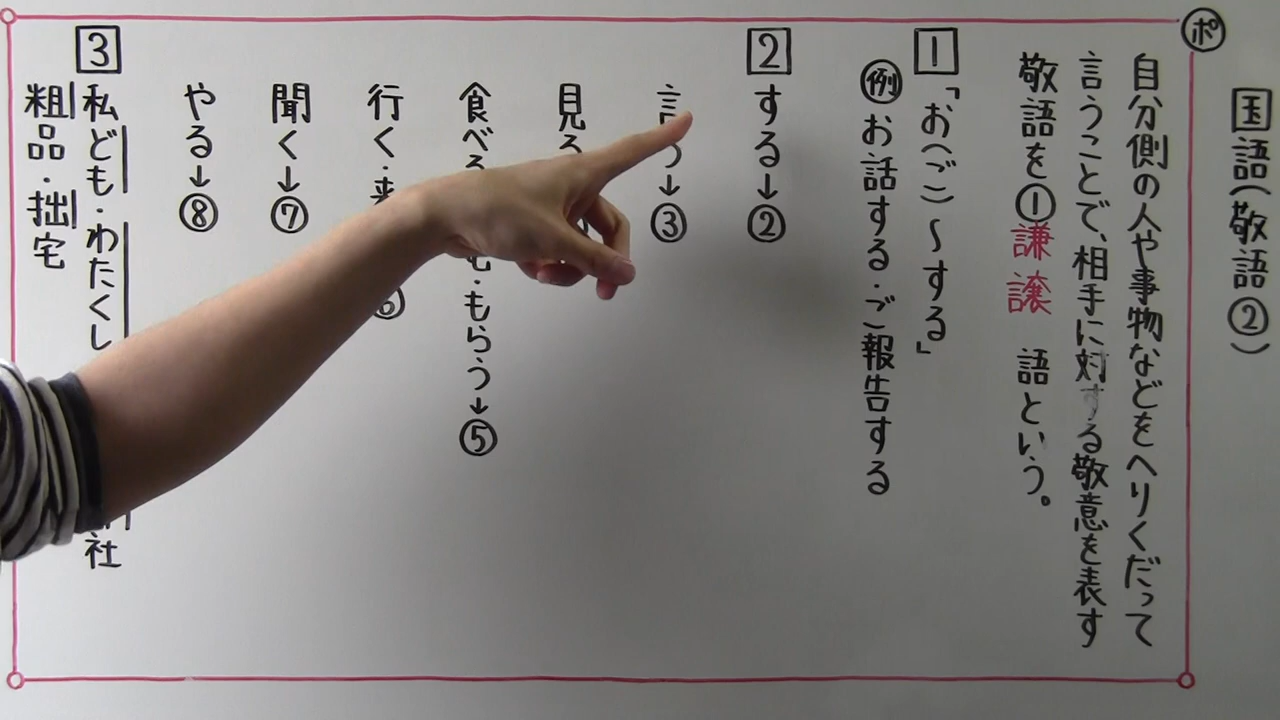 国語(敬語②)
ポ
自分側の人や事物などをへりくだって
言うことで、相手に対する敬意を表す
敬語を①謙譲 語という。
1 「お(ご)〜する」
例 お話する・ご報告する
2 する→②
言う→③
見る
食べる も・もらう→⑤
行く・来 ⑥
聞く→⑦
やる→⑧
3 私ども・わたくし 社
粗品・拙宅